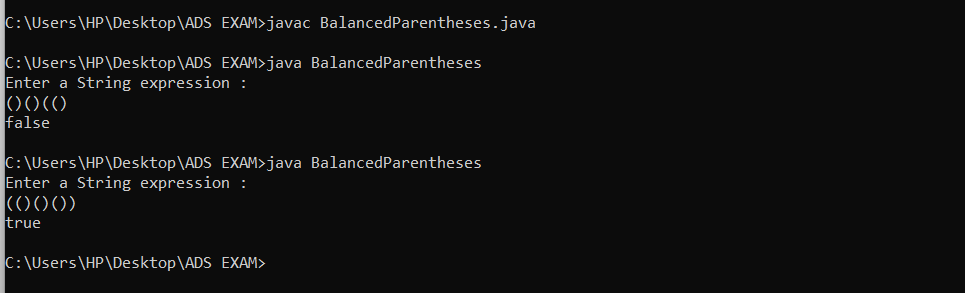 C:\Users\HP\Desktop\ADS EXAM>javac BalancedParentheses.java
C:\Users\HP\Desktop\ADS EXAM>java BalancedParentheses
Enter a String expression :
()()(()
false
C:\Users\HP\Desktop\ADS EXAM>java BalancedParentheses
Enter a String expression :
(()()())
true
C:\Users\HP\Desktop\ADS EXAM>